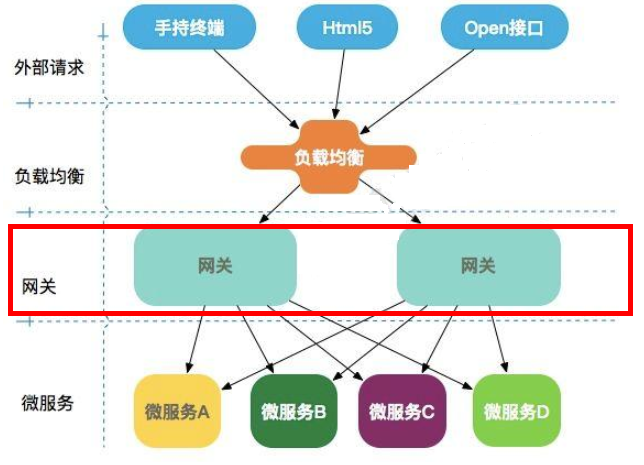 手持终端
Html5
Open接口
外部请求
负载均衡
负载均衡
网关
网关
网关
微服务
微服务A
微服务B
微服务C
微服务D